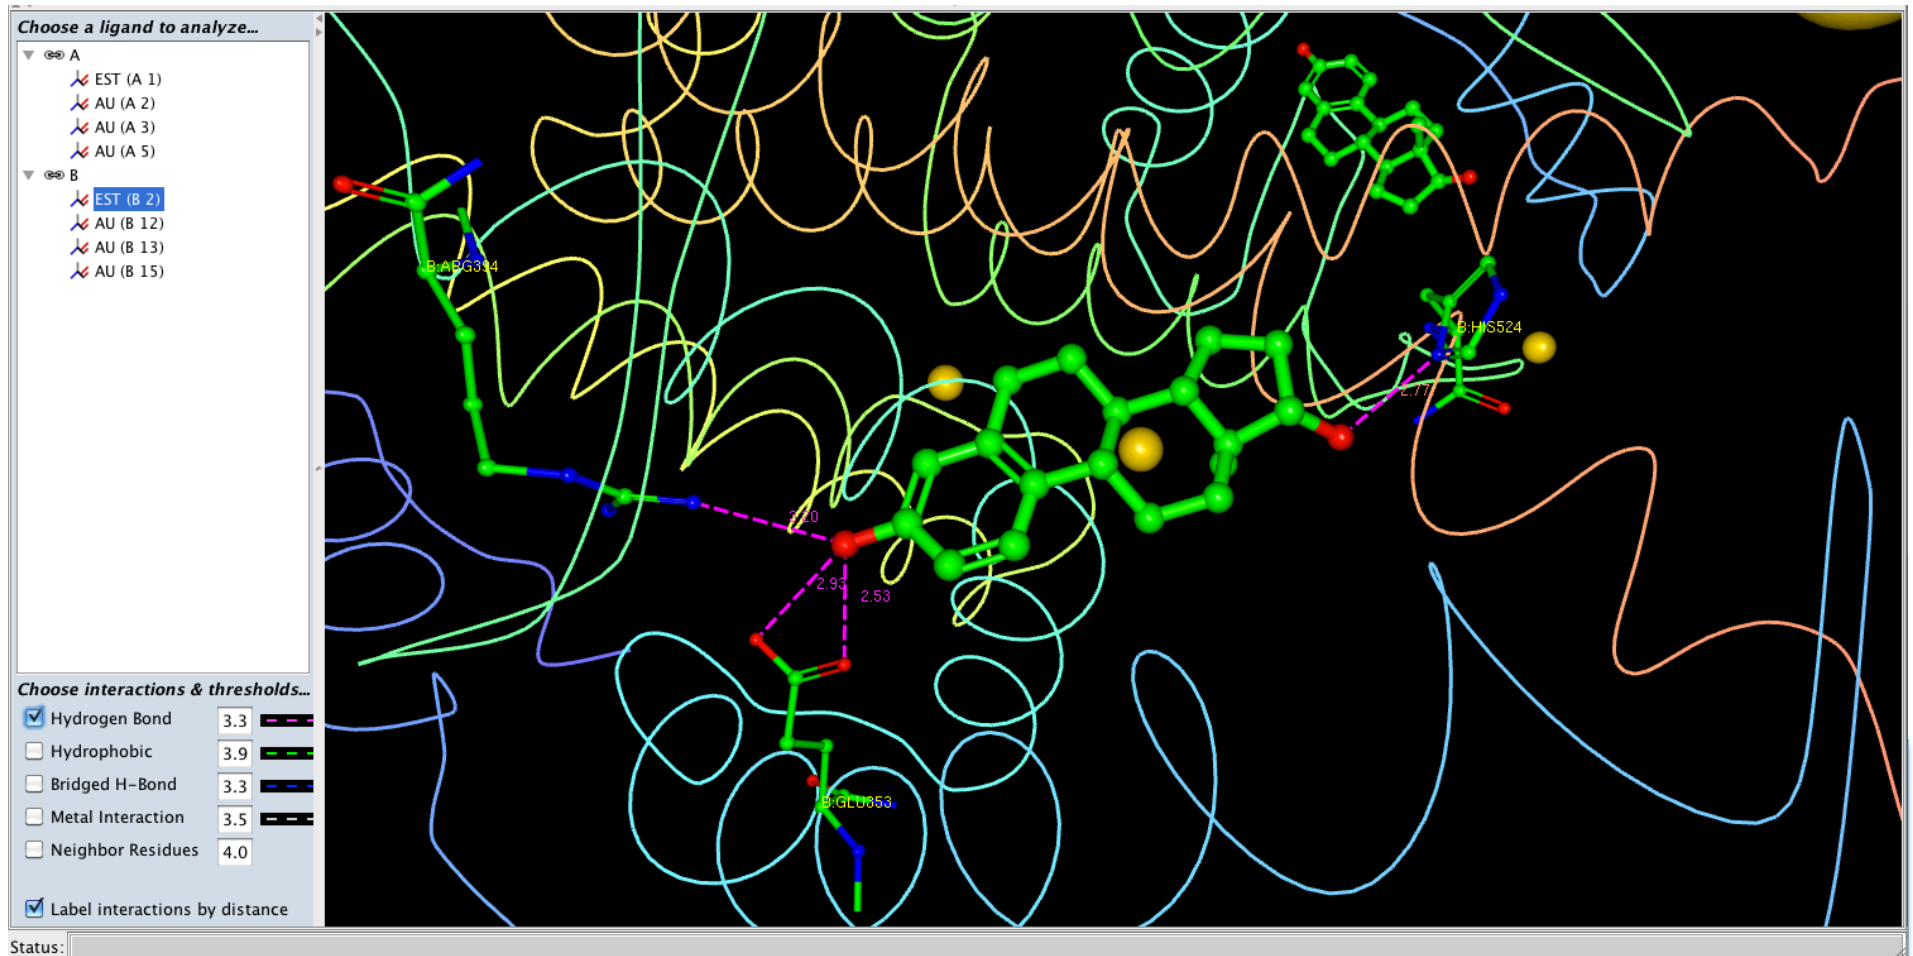 Choose a ligand to analyze...
A
EST (A 1)
AU (A 2)
AU (A 3)
AU (A 5)
B
EST (B 2)
AU (B 12)
AU (B 13)
AU (B 15)
Choose interactions & thresholds...
Hydrogen Bond 3.3
Hydrophobic 3.9
Bridged H-Bond 3.3
Metal Interaction 3.5
Neighbor Residues 4.0
Label interactions by distance
Status:
B:ARG394
B:HIS524
2.77
3.20
2.93
2.53
B:GLU353